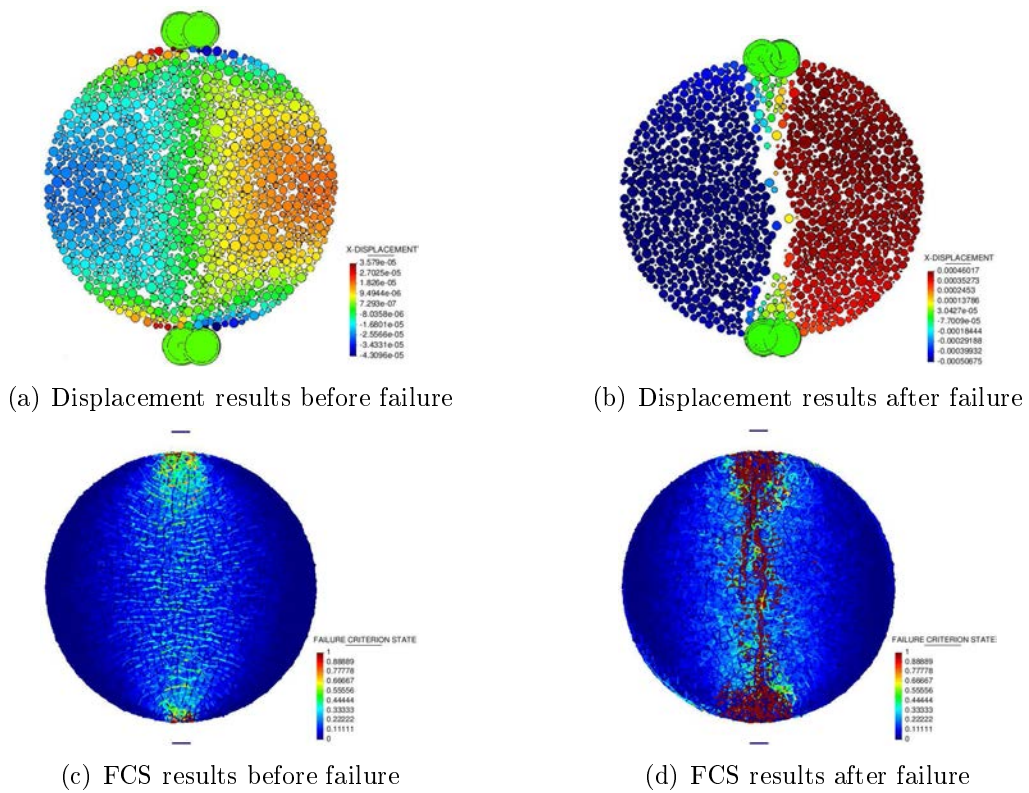 X-DISPLACEMENT
3.579e-05
2.7025e-05
1.826e-05
9.4944e-06
7.293e-07
-8.0358e-06
-1.6801e-05
-2.5566e-05
-3.4331e-05
-4.3096e-05
X-DISPLACEMENT
0.00046017
0.00035273
0.0002453
0.00013786
3.0427e-05
-7.7009e-05
-0.00018444
-0.00029188
-0.00039932
-0.00050675
(a) Displacement results before failure
(b) Displacement results after failure
FAILURE CRITERION STATE
1
0.88889
0.77778
0.66667
0.55556
0.44444
0.33333
0.22222
0.11111
0
FAILURE CRITERION STATE
1
0.88889
0.77778
0.66667
0.55556
0.44444
0.33333
0.22222
0.11111
0
(c) FCS results before failure
(d) FCS results after failure